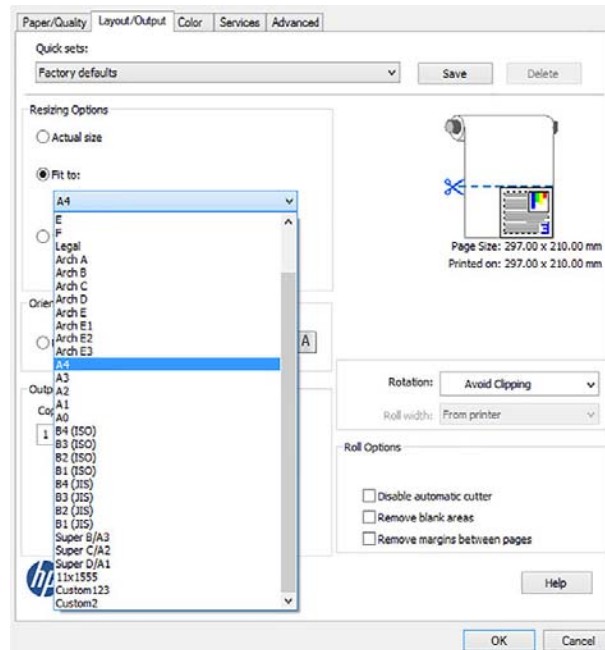 Paper/Quality Layout/Output Color Services Advanced
Quick sets:
Factory defaults
Save
Delete
Resizing Options
Actual size
Fit to:
A4
E
F
Legal
Arch A
Arch B
Arch C
Arch D
Arch E
Arch E1
Arch E2
Arch E3
A4
A3
A2
A1
A0
B4 (ISO)
B3 (ISO)
B2 (ISO)
B1 (ISO)
B4 (JIS)
B3 (JIS)
B2 (JIS)
B1 (JIS)
Super B/A3
Super C/A2
Super D/A1
11x1555
Custom123
Custom2
Orien
A
Outp
Cop
1
hp
Page Size: 297.00 x 210.00 mm
Printed on: 297.00 x 210.00 mm
Rotation: Avoid Clipping
Roll width: From printer
Roll Options
Disable automatic cutter
Remove blank areas
Remove margins between pages
Help
OK
Cancel